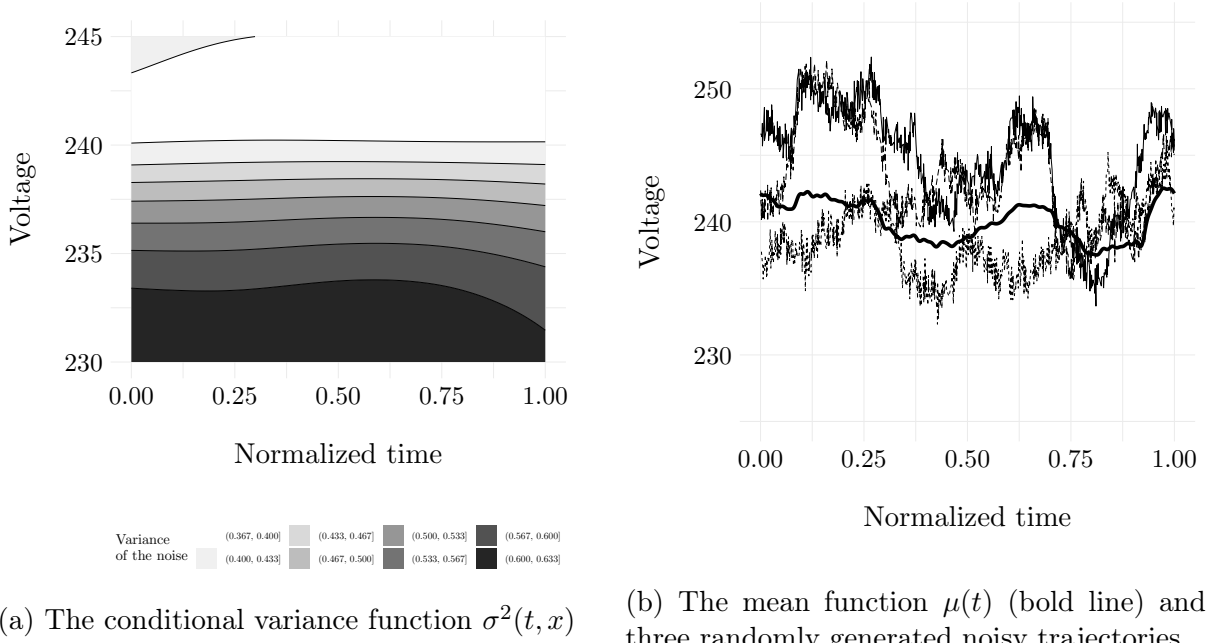 245
240
235
230
Voltage
0.00 0.25 0.50 0.75 1.00
Normalized time
Variance
of the noise
(0.367, 0.400] (0.433, 0.467] (0.500, 0.533] (0.567, 0.600]
(0.400, 0.433] (0.467, 0.500] (0.533, 0.567] (0.600, 0.633]
(a) The conditional variance function σ²(t, x)
250
240
230
Voltage
0.00 0.25 0.50 0.75 1.00
Normalized time
(b) The mean function μ(t) (bold line) and
three randomly generated noisy trajectories